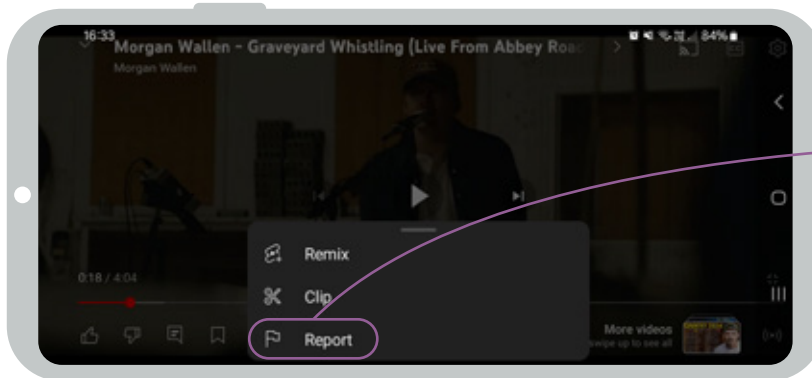 16:33
84%
Morgan Wallen - Graveyard Whistling (Live From Abbey Road
Morgan Wallen
Remix
0:18 / 4:04
Clip
Report
More videos
swipe up to see all